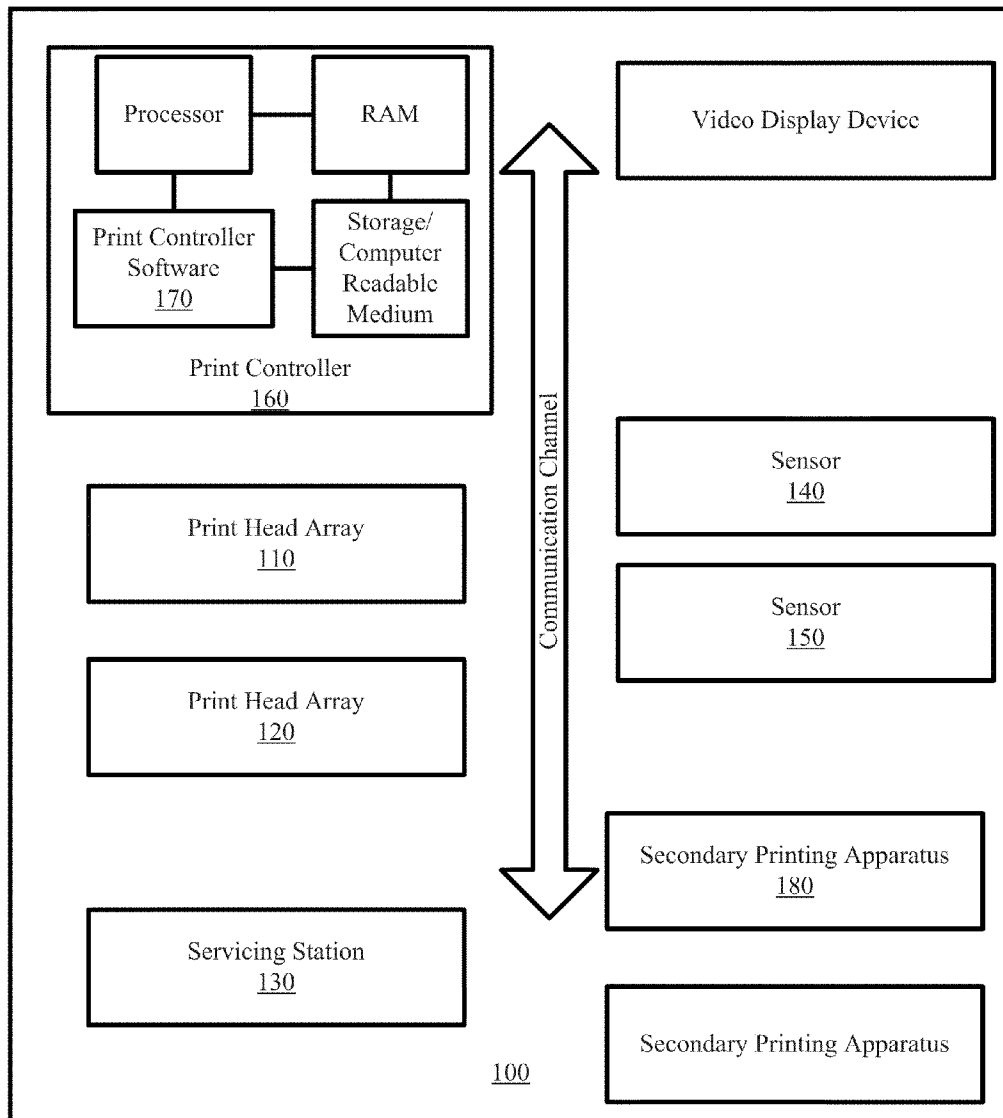 Processor
RAM
Print Controller
Software
170
Storage/
Computer
Readable
Medium
Print Controller
160
Video Display Device
Communication Channel
Print Head Array
110
Print Head Array
120
Sensor
140
Sensor
150
Servicing Station
130
Secondary Printing Apparatus
180
Secondary Printing Apparatus
100